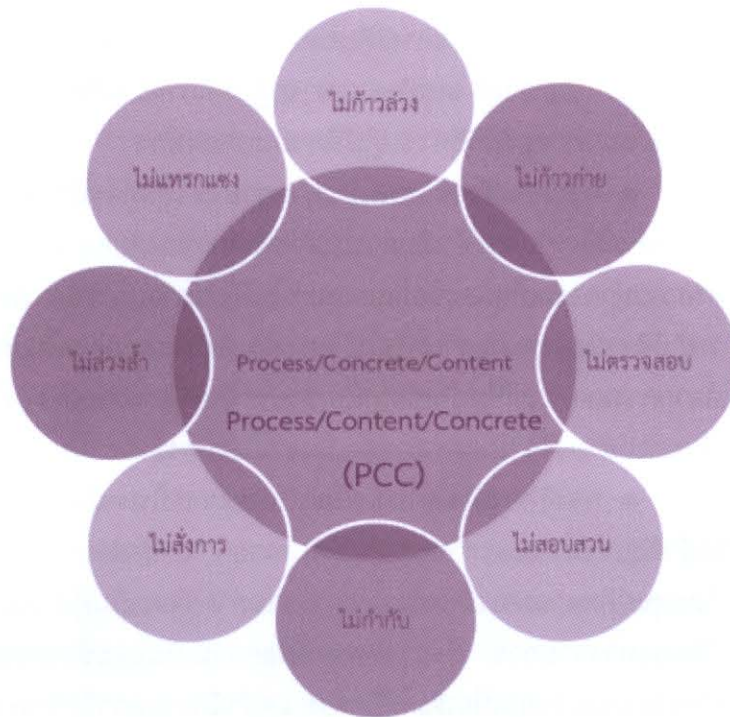 ไม่ก้าวล่วง
ไม่ก้าวก่าย
ไม่แทรกแซง
ไม่ล่วงล้ำ
Process/Concrete/Content
ไม่ตรวจสอบ
Process/Content/Concrete
(PCC)
ไม่สั่งการ
ไม่สอบสวน
ไม่กำกับ